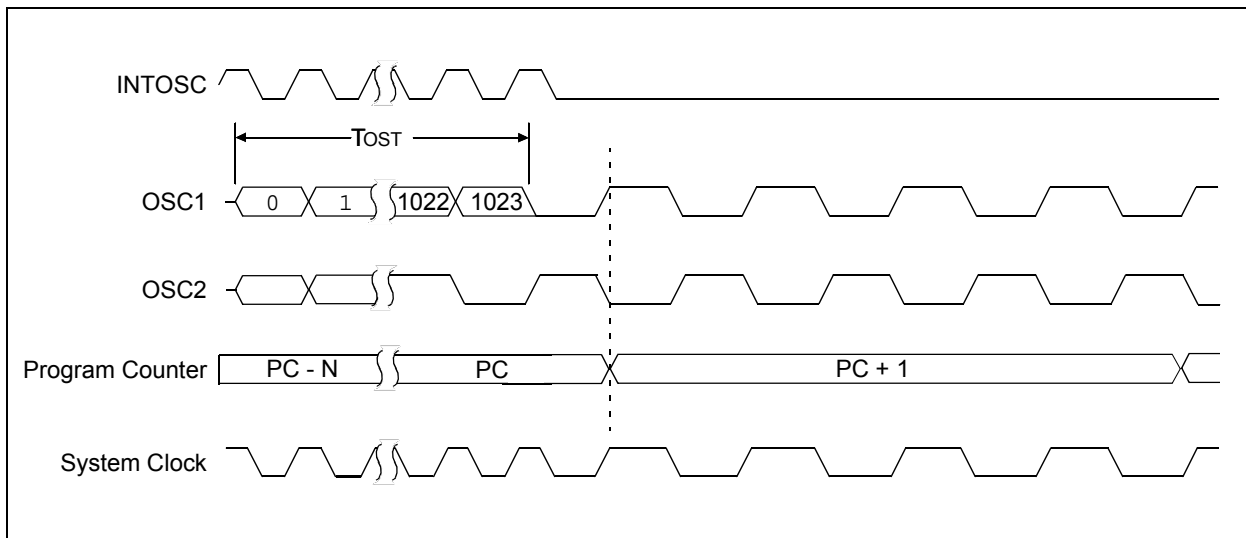 INTOSC
TOST
OSC1 0 1 1022 1023
OSC2
Program Counter PC - N PC PC + 1
System Clock